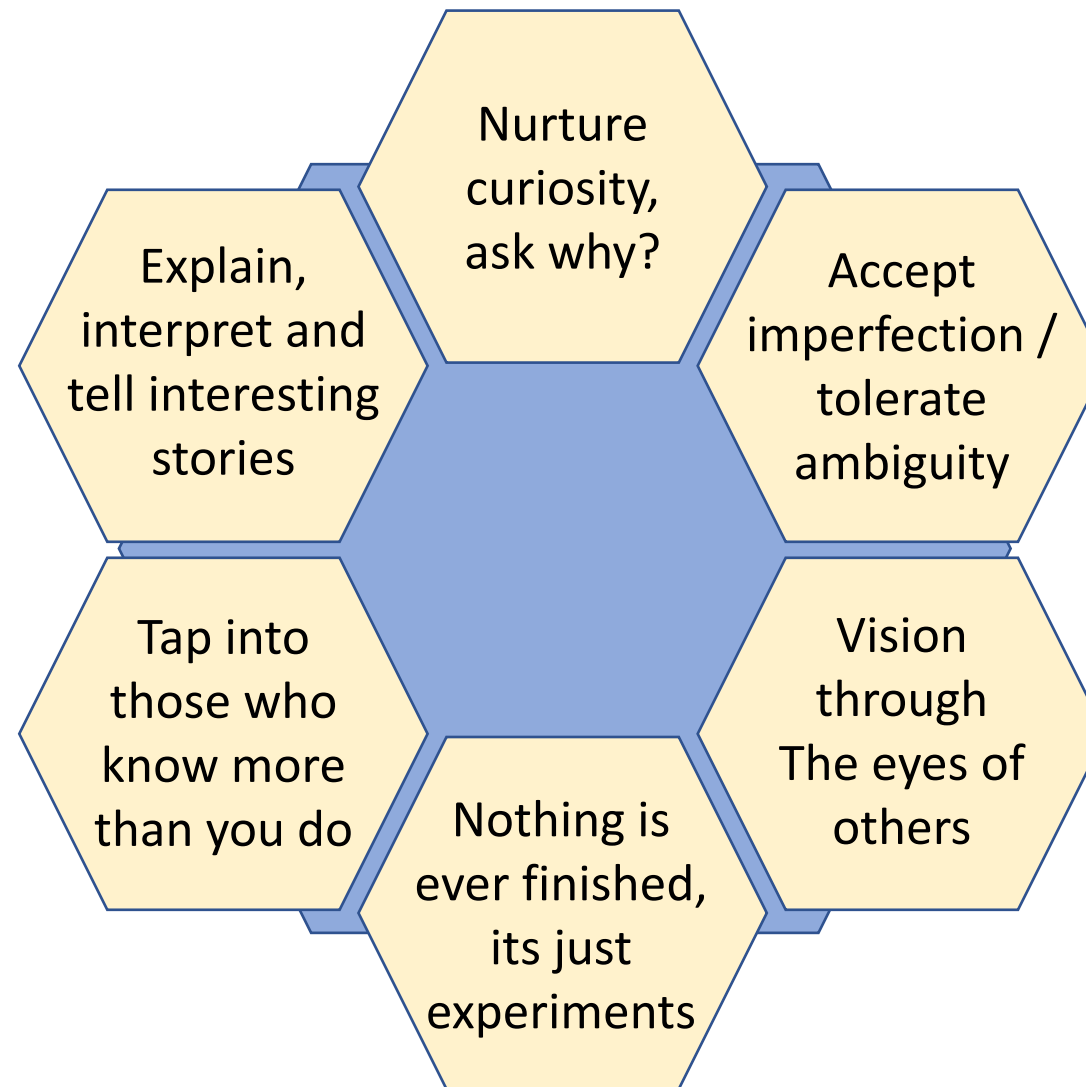 Nurture
curiosity,
ask why?
Accept
imperfection /
tolerate
ambiguity
Vision
through
The eyes of
others
Nothing is
ever finished,
its just
experiments
Tap into
those who
know more
than you do
Explain,
interpret and
tell interesting
stories